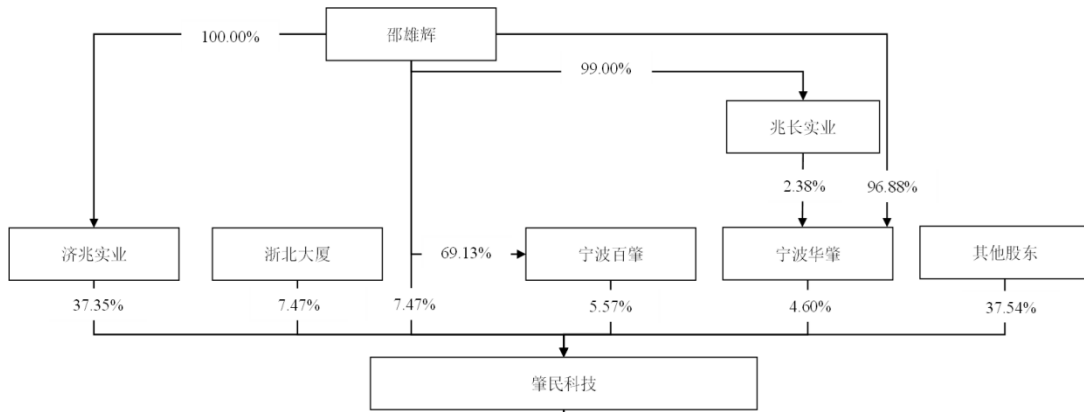 100.00%
邵雄辉
99.00%
兆长实业
2.38%
96.88%
济兆实业
浙北大厦
69.13%
宁波百肇
宁波华肇
其他股东
37.35%
7.47%
7.47%
5.57%
4.60%
37.54%
肇民科技